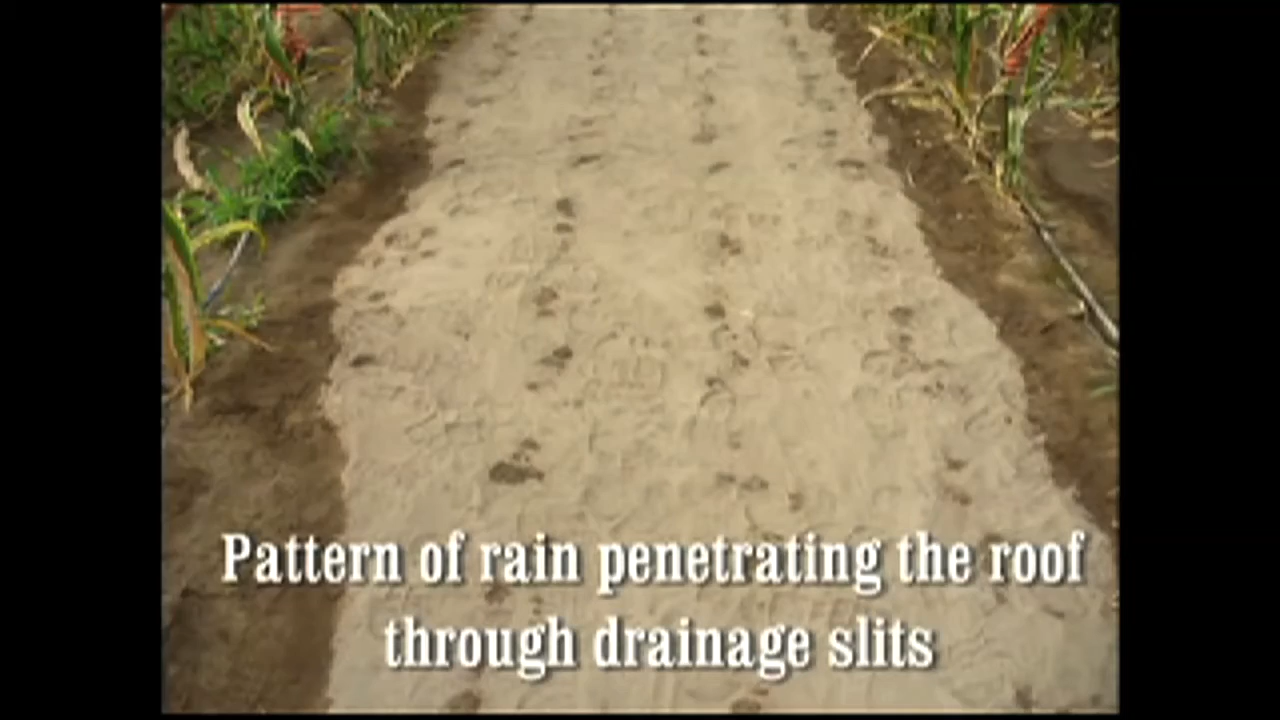 Pattern of rain penetrating the roof
through drainage slits